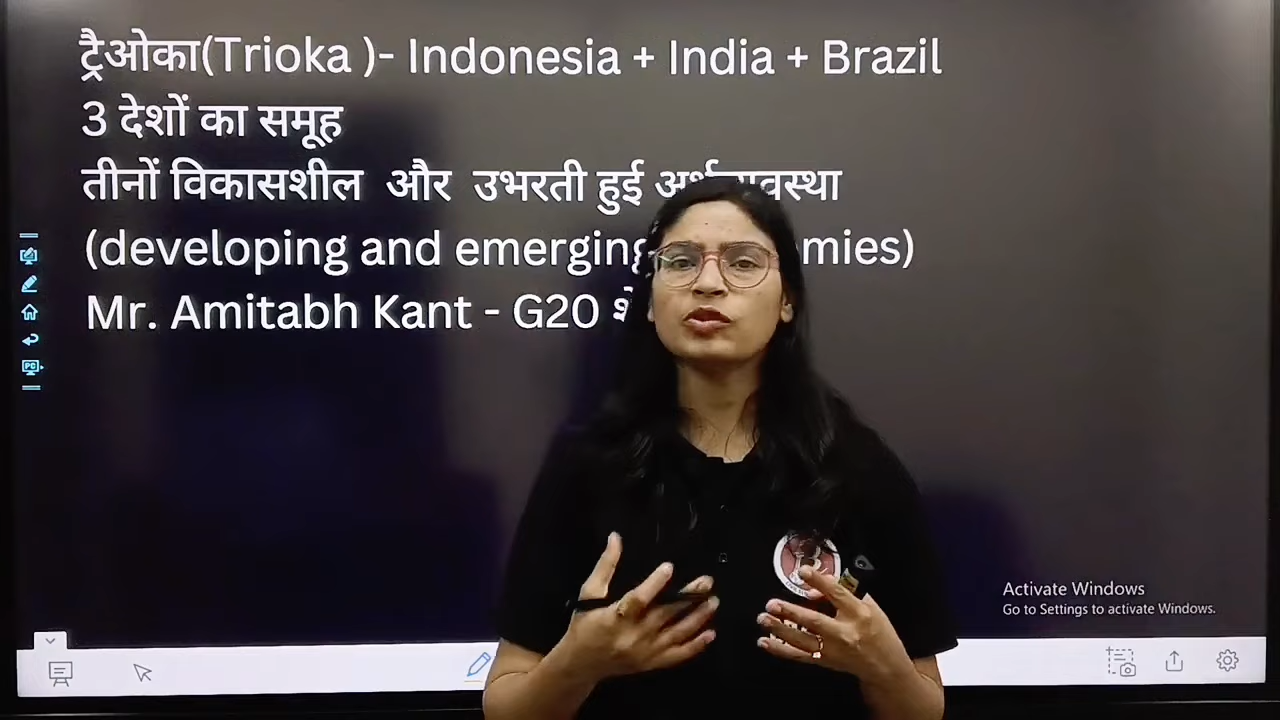 ट्रैओका(Trioka )- Indonesia + India + Brazil
3 देशों का समूह
तीनों विकासशील और उभरती हुई
(developing and emerging
Mr. Amitabh Kant - G20
Activate Windows
Go to Settings to activate Windows.